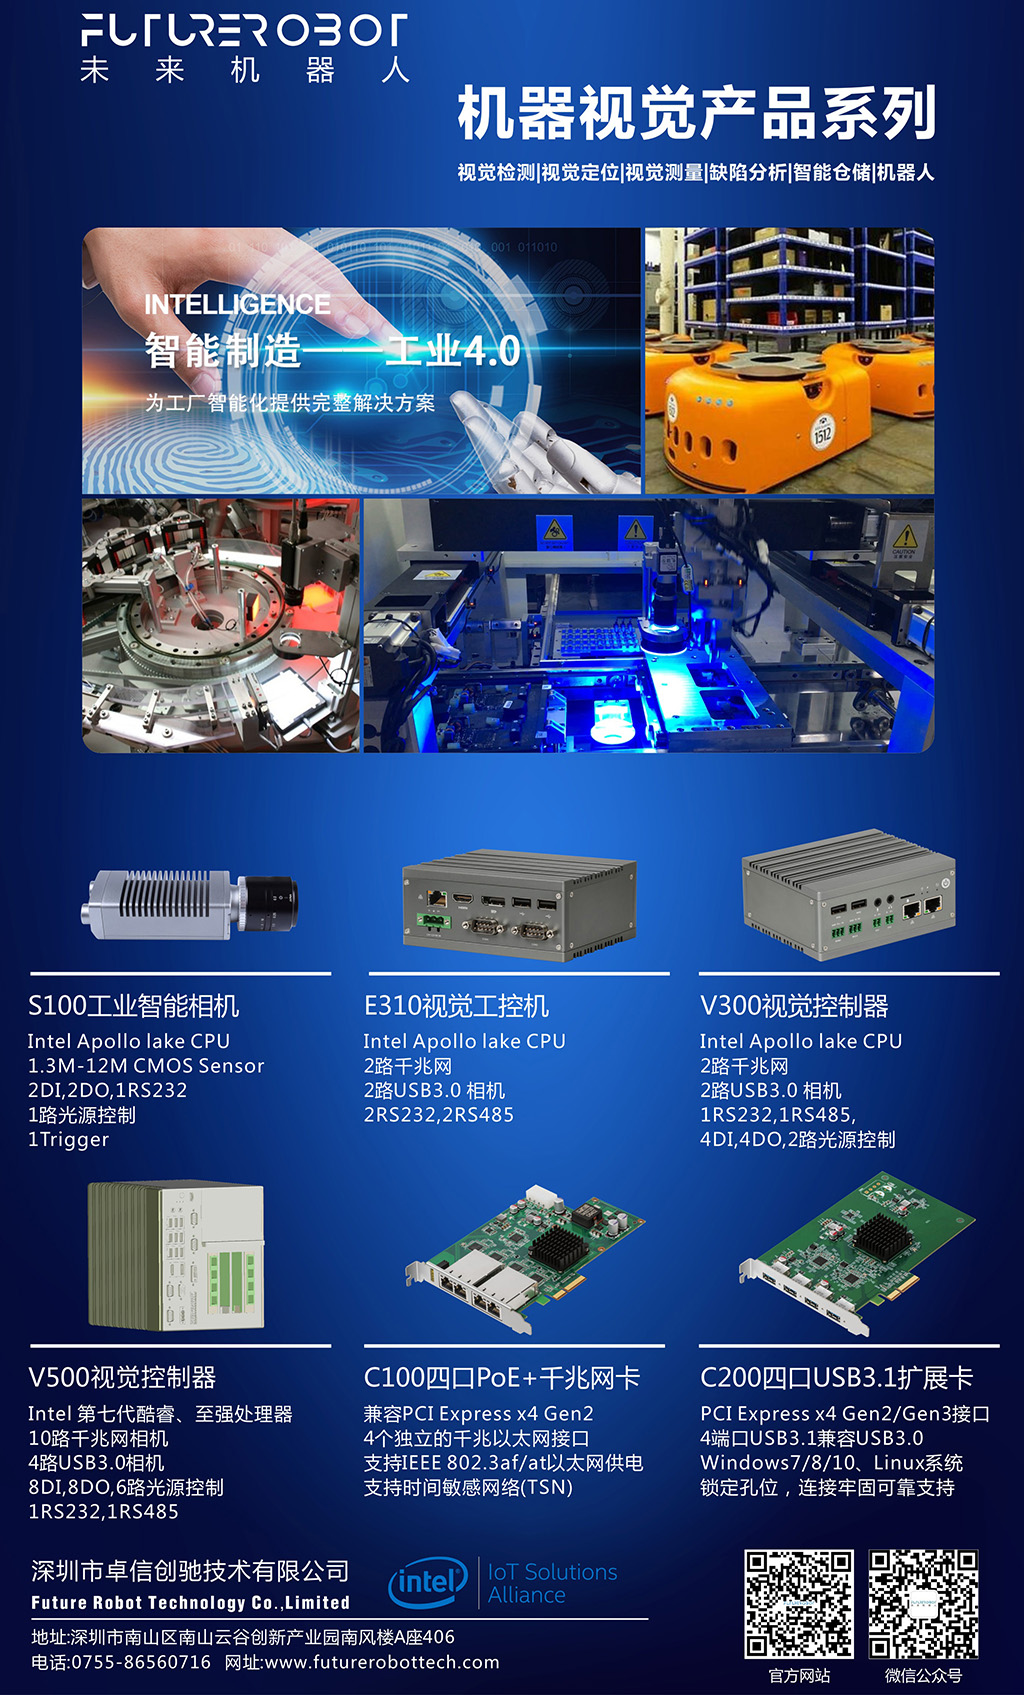 FUTUREROBOT
未来机器人
机器视觉产品系列
视觉检测|视觉定位|视觉测量|缺陷分析|智能仓储|机器人
INTELLIGENCE
智能制造——工业4.0
为工厂智能化提供完整解决方案
1512
CAUTION
S100工业智能相机
Intel Apollo lake CPU
1.3M-12M CMOS Sensor
2DI,2DO,1RS232
1路光源控制
1Trigger
E310视觉工控机
Intel Apollo lake CPU
2路千兆网
2路USB3.0 相机
2RS232,2RS485
V300视觉控制器
Intel Apollo lake CPU
2路千兆网
2路USB3.0 相机
1RS232,1RS485,
4DI,4DO,2路光源控制
V500视觉控制器
Intel 第七代酷睿、至强处理器
10路千兆网相机
4路USB3.0相机
8DI,8DO,6路光源控制
1RS232,1RS485
C100四口PoE+千兆网卡
兼容PCI Express x4 Gen2
4个独立的千兆以太网接口
支持IEEE 802.3af/at以太网供电
支持时间敏感网络(TSN)
C200四口USB3.1扩展卡
PCI Express x4 Gen2/Gen3接口
4端口USB3.1兼容USB3.0
Windows7/8/10、Linux系统
锁定孔位，连接牢固可靠支持
深圳市卓信创驰技术有限公司
Future Robot Technology Co.,Limited
intel
IoT Solutions
Alliance
地址:深圳市南山区南山云谷创新产业园南风楼A座406
电话:0755-86560716 网址:www.futurerobottech.com
官方网站
微信公众号